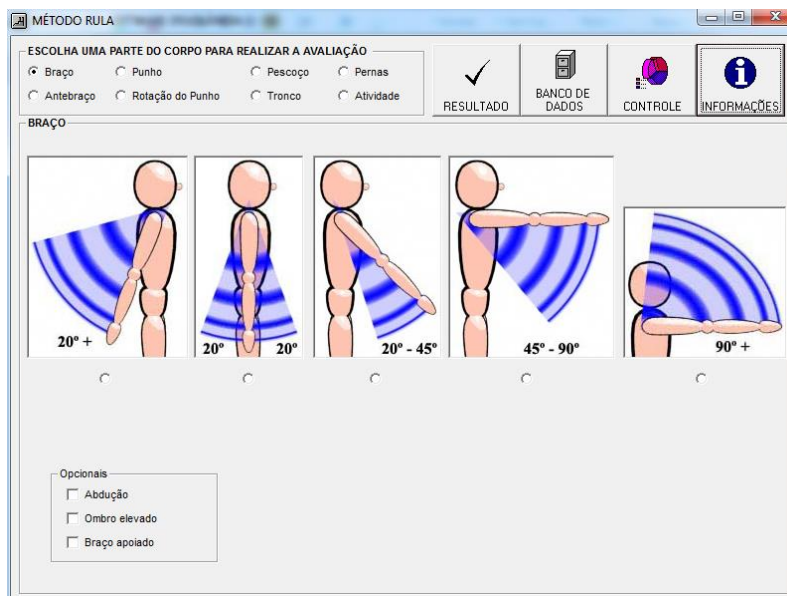 MÉTODO RULA
ESCOLHA UMA PARTE DO CORPO PARA REALIZAR A AVALIAÇÃO
Braço Punho Pescoço Pernas
Antebraço Rotação do Punho Tronco Atividade
RESULTADO
BANCO DE
DADOS
CONTROLE
INFORMAÇÕES
BRAÇO
20º +
20º 20º
20º - 45º
45º - 90º
90º +
Opcionais
Abdução
Ombro elevado
Braço apoiado